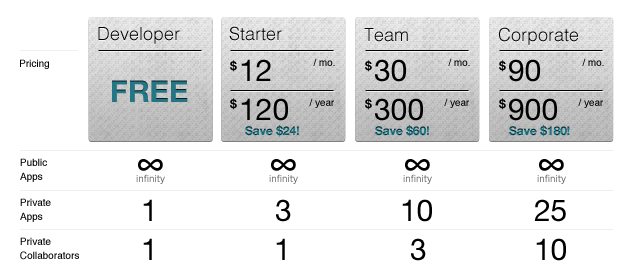 Developer Starter Team Corporate
Pricing FREE $12 / mo. $30 / mo. $90 / mo.
$120 / year $300 / year $900 / year
Save $24! Save $60! Save $180!
Public Apps ∞ ∞ ∞ ∞
infinity infinity infinity infinity
Private Apps 1 3 10 25
Private Collaborators 1 1 3 10